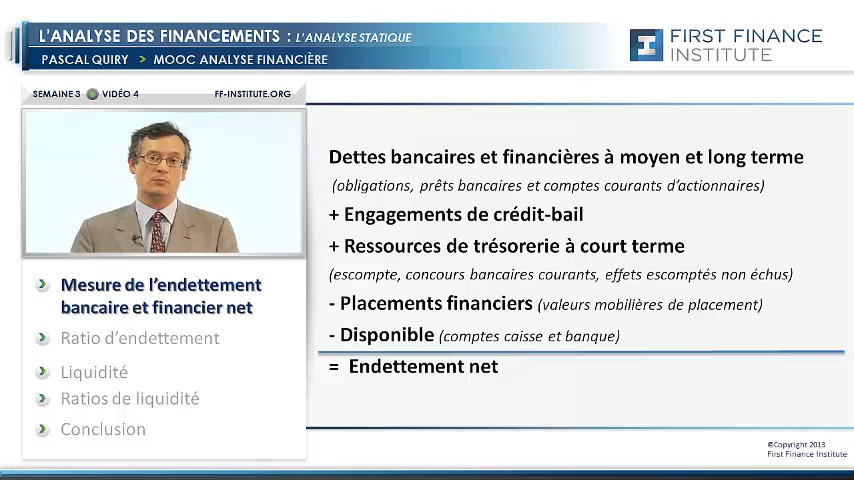 L'ANALYSE DES FINANCEMENTS : L'ANALYSE STATIQUE
PASCAL QUIRY > MOOC ANALYSE FINANCIÈRE
FIRST FINANCE
INSTITUTE
SEMAINE 3 VIDÉO 4 FF-INSTITUTE.ORG
Mesure de l'endettement
bancaire et financier net
Ratio d'endettement
Liquidité
Ratios de liquidité
Conclusion
Dettes bancaires et financières à moyen et long terme
(obligations, prêts bancaires et comptes courants d'actionnaires)
+ Engagements de crédit-bail
+ Ressources de trésorerie à court terme
(escompte, concours bancaires courants, effets escomptés non échus)
- Placements financiers (valeurs mobilières de placement)
- Disponible (comptes caisse et banque)
= Endettement net
©Copyright 2013
First Finance Institute